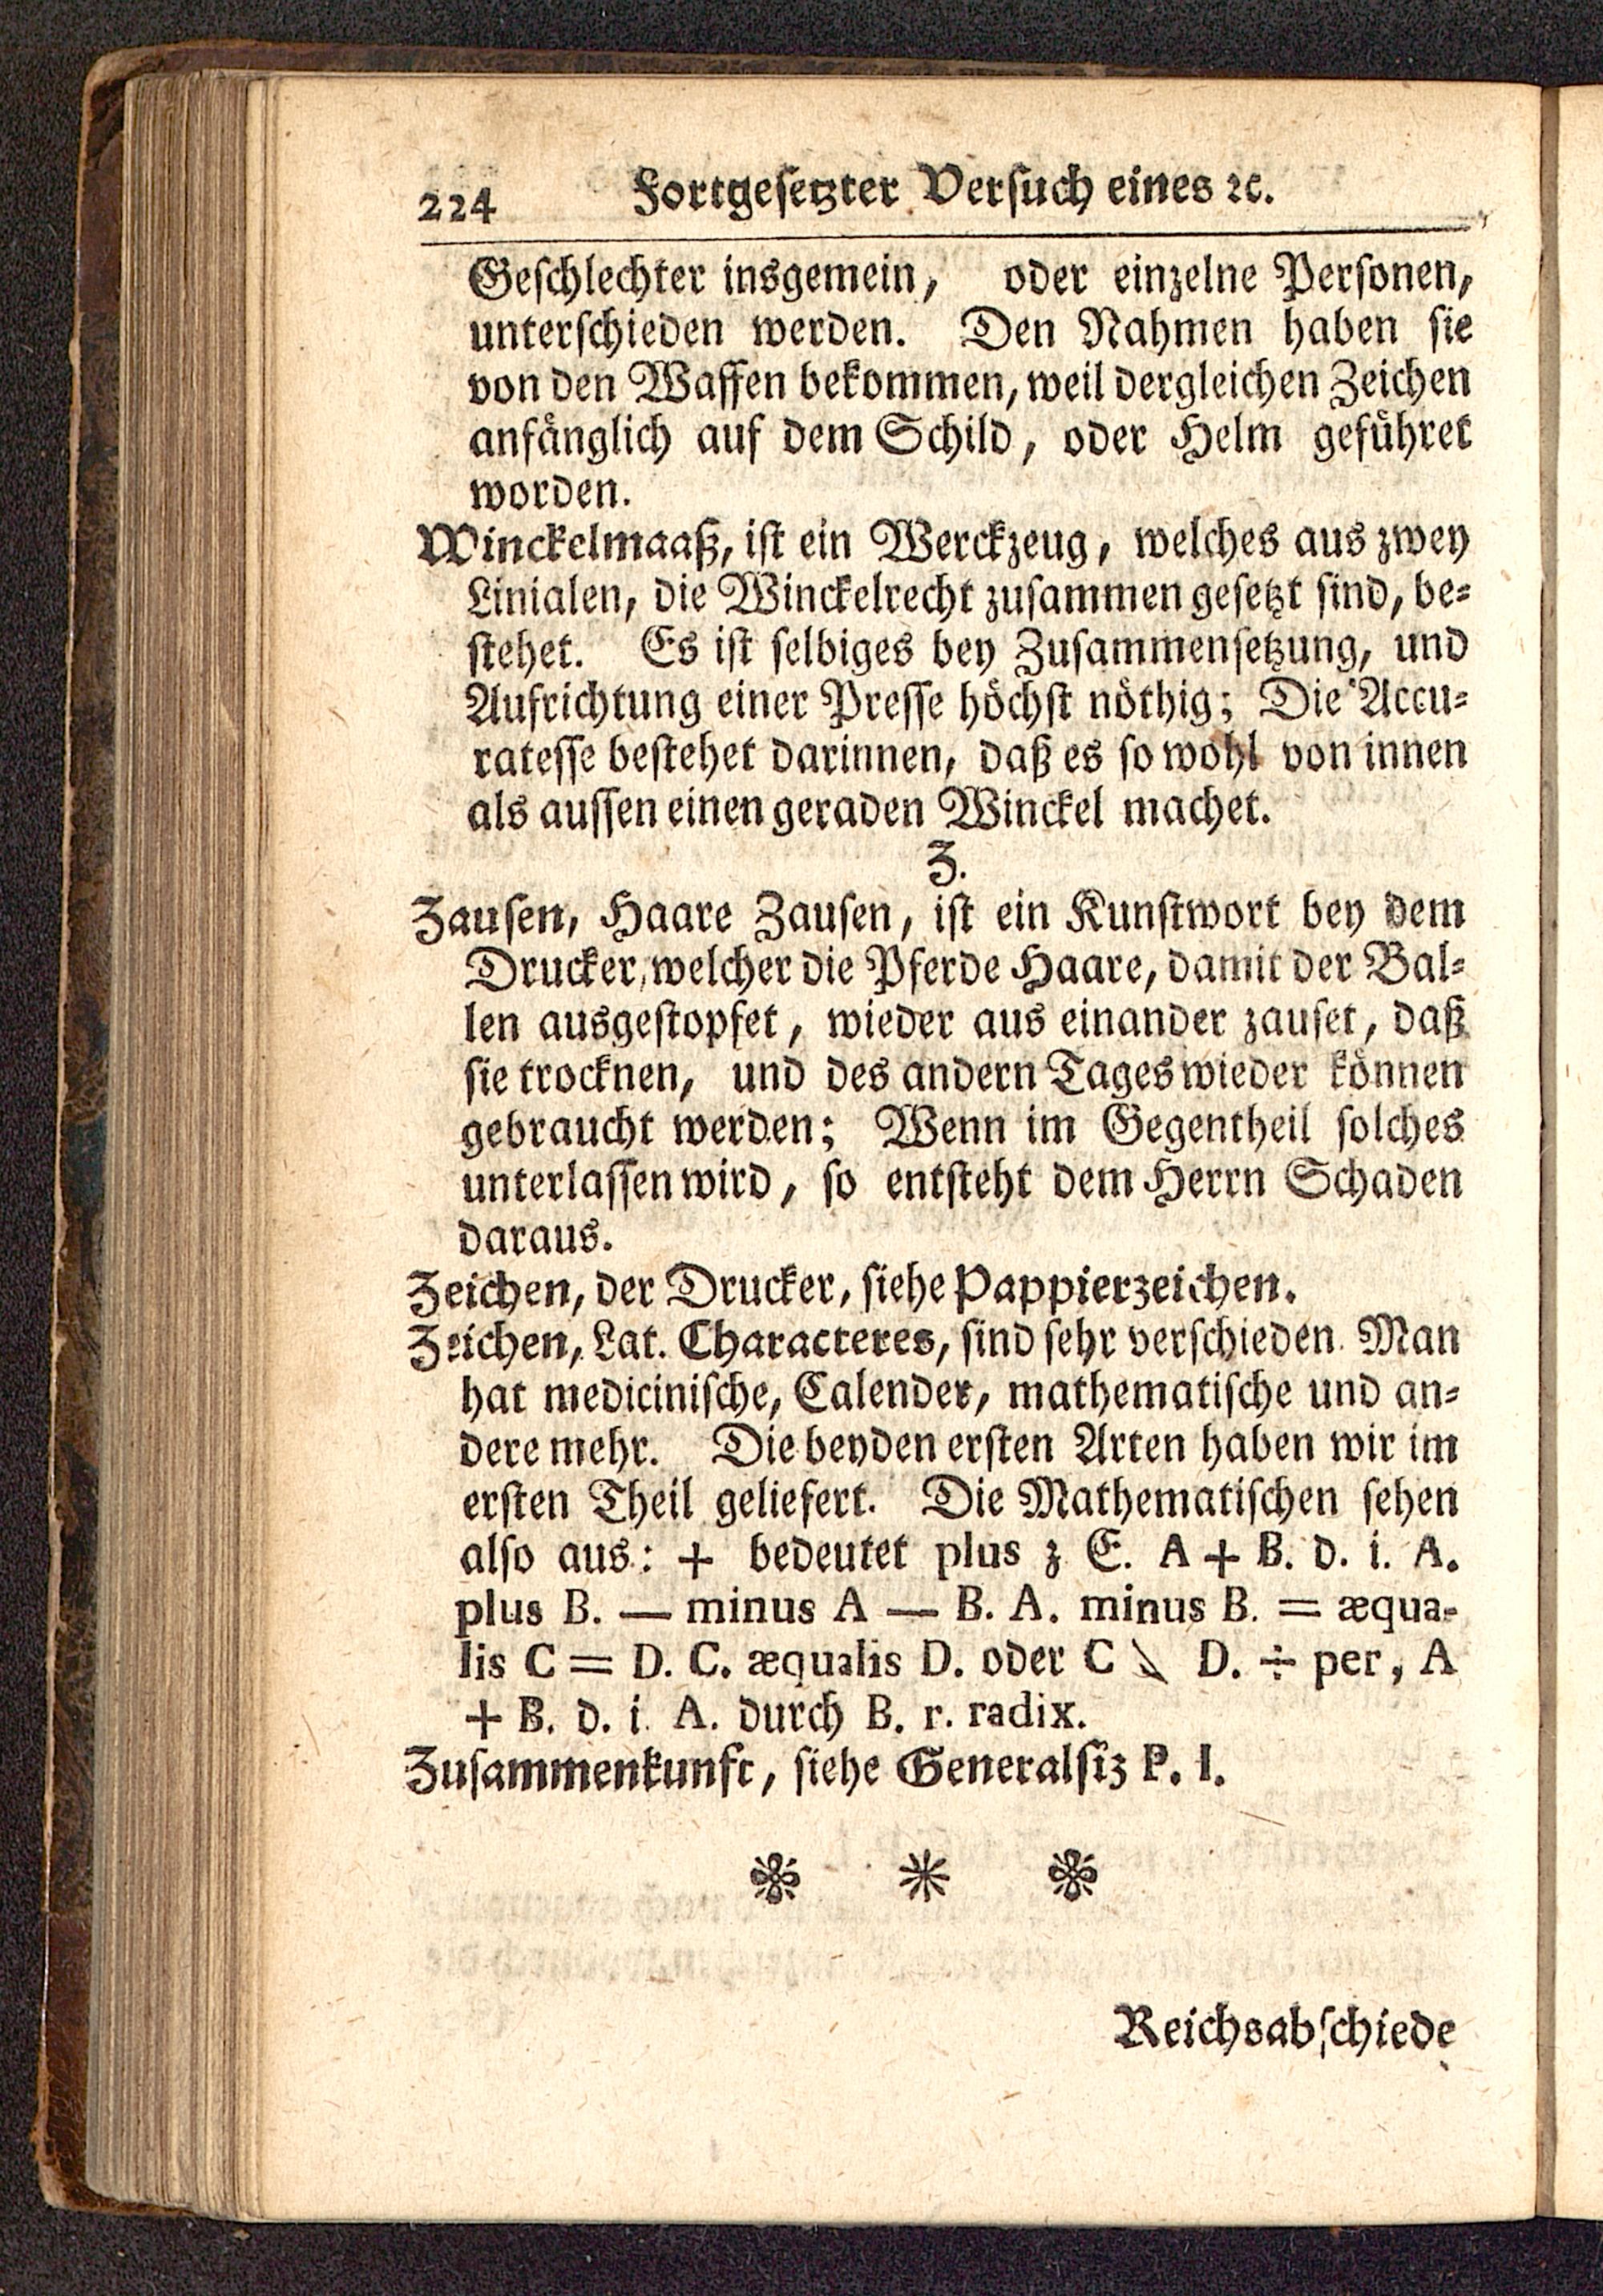 224 Fortgesetzter Versuch eines ꝛc.
Geschlechter insgemein, oder einzelne Personen,
unterschieden werden. Den Nahmen haben sie
von den Waffen bekommen, weil dergleichen Zeichen
anfänglich auf dem Schild, oder Helm geführet
worden.
Winckelmaaß, ist ein Werckzeug, welches aus zwey
Linialen, die Winckelrecht zusammen gesetzt sind, be-
stehet. Es ist selbiges bey Zusammensetzung, und
Aufrichtung einer Presse höchst nöthig; Die Accu-
ratesse bestehet darinnen, daß es so wohl von innen
als aussen einen geraden Winckel machet.
Z.
Zausen, Haare Zausen, ist ein Kunstwort bey dem
Drucker, welcher die Pferde Haare, damit der Bal-
len ausgestopfet, wieder aus einander zauset, daß
sie trocknen, und des andern Tages wieder können
gebraucht werden; Wenn im Gegentheil solches
unterlassen wird, so entsteht dem Herrn Schaden
daraus.
Zeichen, der Drucker, siehe Pappierzeichen.
Zeichen, Lat. Characteres, sind sehr verschieden. Man
hat medicinische, Calender, mathematische und an-
dere mehr. Die beyden ersten Arten haben wir im
ersten Theil geliefert. Die Mathematischen sehen
also aus: + bedeutet plus z E. A + B. d. i. A.
plus B. — minus A — B. A. minus B. = æqua-
lis C = D. C. æqualis D. oder C \ D. ÷ per, A
+ B. d. i. A. durch B. r. radix.
Zusammenkunft, siehe Generalsiz P. I.
Reichsabschiede